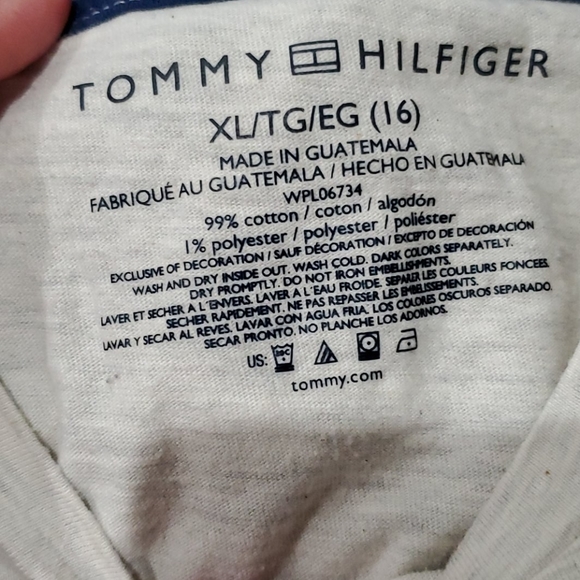 TOMMY HILFIGER
XL/TG/EG (16)
MADE IN GUATEMALA
FABRIQUÉ AU GUATEMALA / HECHO EN GUATEMALA
WPL06734
99% cotton / coton / algodón
1% polyester / polyester / poliéster
EXCLUSIVE OF DECORATION / SAUF DÉCORATION / EXCEPTO DE DECORACIÓN
WASH AND DRY INSIDE OUT. WASH COLD. DARK COLORS SEPARATELY.
DRY PROMPTLY. DO NOT IRON EMBELLISHMENTS.
LAVER ET SECHER A L'ENVERS. LAVER A L'EAU FROIDE. SEPARER LES COULEURS FONCEES.
SECHER RAPIDEMENT. NE PAS REPASSER LES EMBELLISSEMENTS.
LAVAR Y SECAR AL REVES. LAVAR CON AGUA FRIA. LOS COLORES OSCUROS SEPARADO.
SECAR PRONTO. NO PLANCHE LOS ADORNOS.
US: 30C
tommy.com